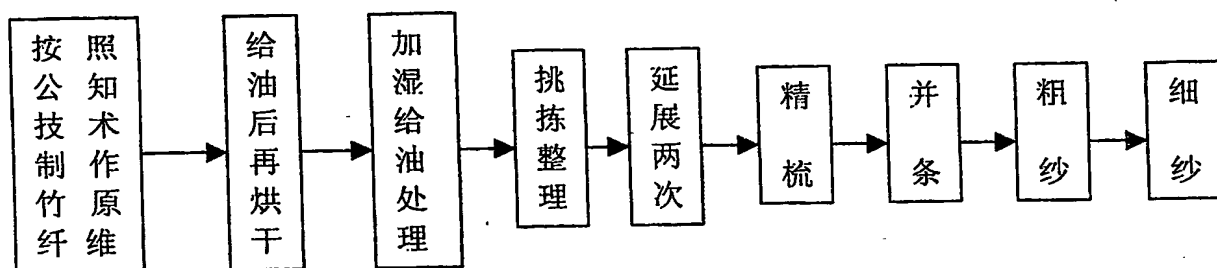 按照
公知
技术
制作
竹原
纤维
给油后再烘干
加湿给油处理
挑拣整理
延展两次
精梳
并条
粗纱
细纱